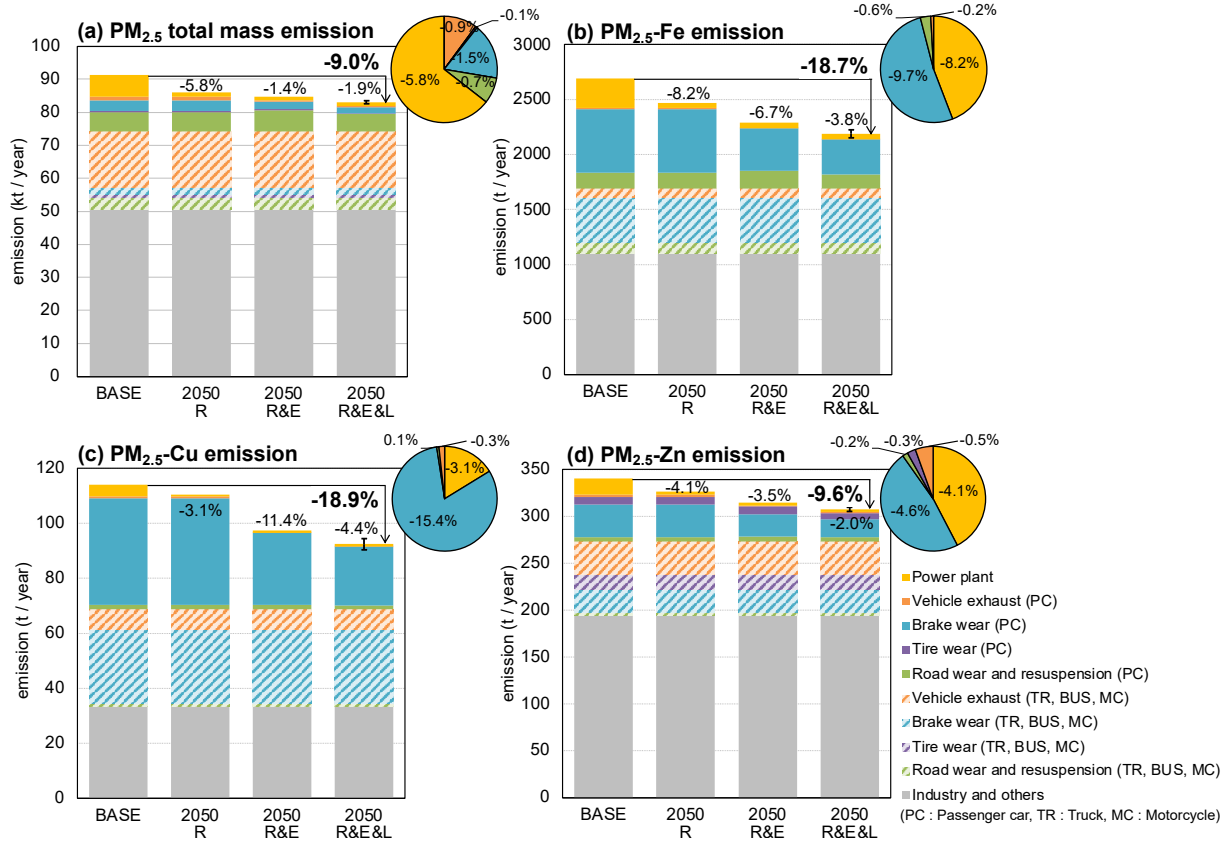 (a) PM2.5 total mass emission
-9.0%
-0.9%
-0.1%
-1.5%
-0.7%
-5.8%
-5.8%
-1.4%
-1.9%
emission (kt / year)
100
90
80
70
60
50
40
30
20
10
0
BASE
2050
R
2050
R&E
2050
R&E&L
(b) PM2.5-Fe emission
-18.7%
-0.6%
-0.2%
-8.2%
-9.7%
-8.2%
-6.7%
-3.8%
emission (t / year)
3000
2500
2000
1500
1000
500
0
BASE
2050
R
2050
R&E
2050
R&E&L
(c) PM2.5-Cu emission
-18.9%
0.1%
-0.3%
-3.1%
-15.4%
-3.1%
-11.4%
-4.4%
emission (t / year)
120
100
80
60
40
20
0
BASE
2050
R
2050
R&E
2050
R&E&L
(d) PM2.5-Zn emission
-9.6%
-0.2%
-0.3%
-0.5%
-4.1%
-4.6%
-4.1%
-3.5%
-2.0%
emission (t / year)
350
300
250
200
150
100
50
0
BASE
2050
R
2050
R&E
2050
R&E&L
Power plant
Vehicle exhaust (PC)
Brake wear (PC)
Tire wear (PC)
Road wear and resuspension (PC)
Vehicle exhaust (TR, BUS, MC)
Brake wear (TR, BUS, MC)
Tire wear (TR, BUS, MC)
Road wear and resuspension (TR, BUS, MC)
Industry and others
(PC : Passenger car, TR : Truck, MC : Motorcycle)